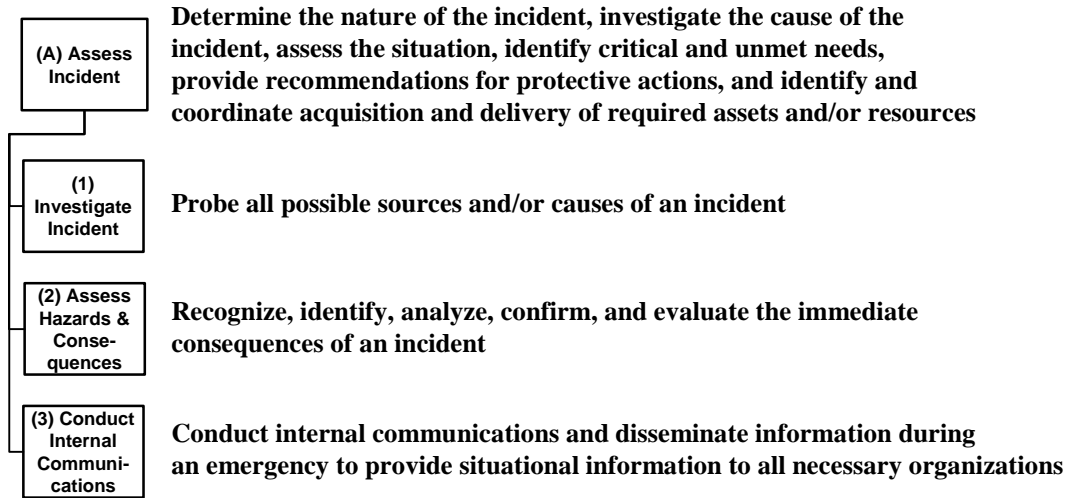 (A) Assess
Incident
Determine the nature of the incident, investigate the cause of the
incident, assess the situation, identify critical and unmet needs,
provide recommendations for protective actions, and identify and
coordinate acquisition and delivery of required assets and/or resources
(1)
Investigate
Incident
Probe all possible sources and/or causes of an incident
(2) Assess
Hazards &
Conse-
quences
Recognize, identify, analyze, confirm, and evaluate the immediate
consequences of an incident
(3) Conduct
Internal
Communi-
cations
Conduct internal communications and disseminate information during
an emergency to provide situational information to all necessary organizations